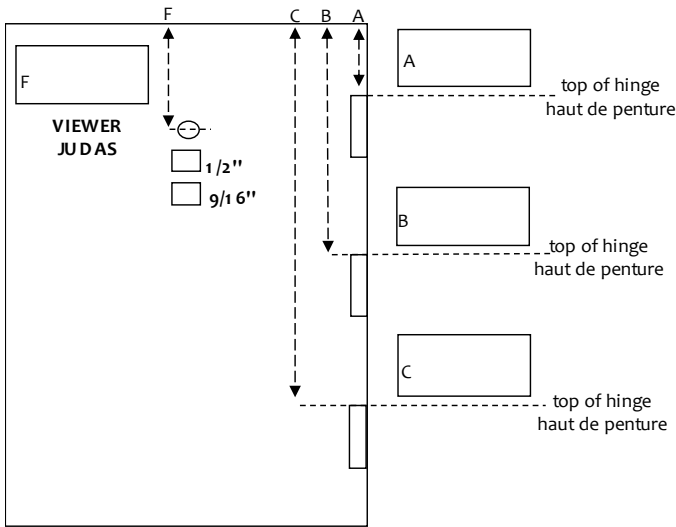 F
C
B
A
A
F
top of hinge
haut de penture
VIEWER
JUDAS
1/2"
9/16"
B
top of hinge
haut de penture
C
top of hinge
haut de penture